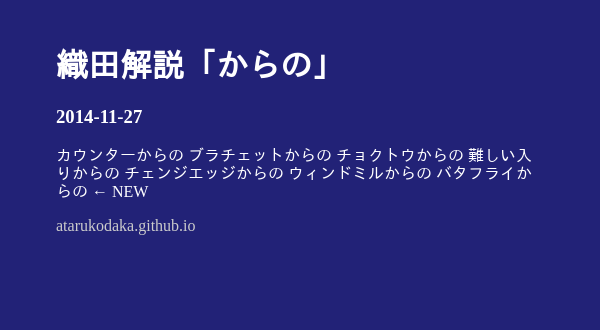 織田解説「からの」
2014-11-27
カウンターからの ブラチェットからの チョクトウからの 難しい入
りからの チェンジエッジからの ウィンドミルからの バタフライか
らの ← NEW
atarukodaka.github.io